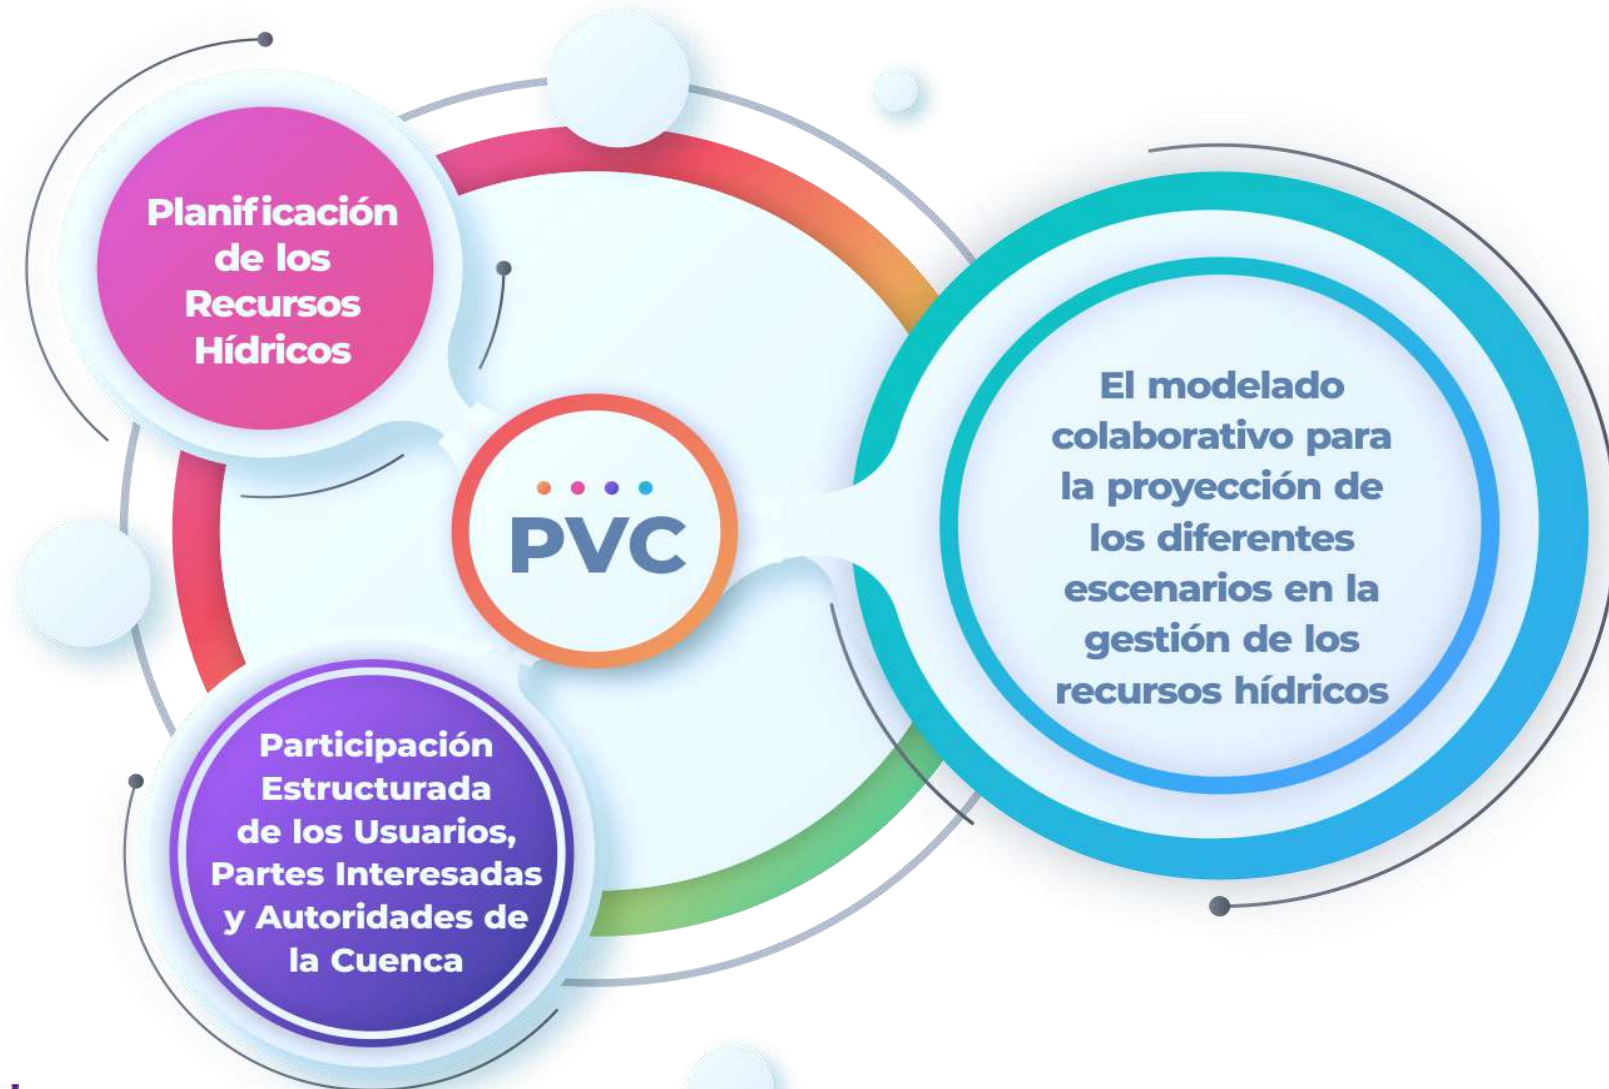 Planificación
de los
Recursos
Hídricos
PVC
El modelado
colaborativo para
la proyección de
los diferentes
escenarios en la
gestión de los
recursos hídricos
Participación
Estructurada
de los Usuarios,
Partes Interesadas
y Autoridades de
la Cuenca